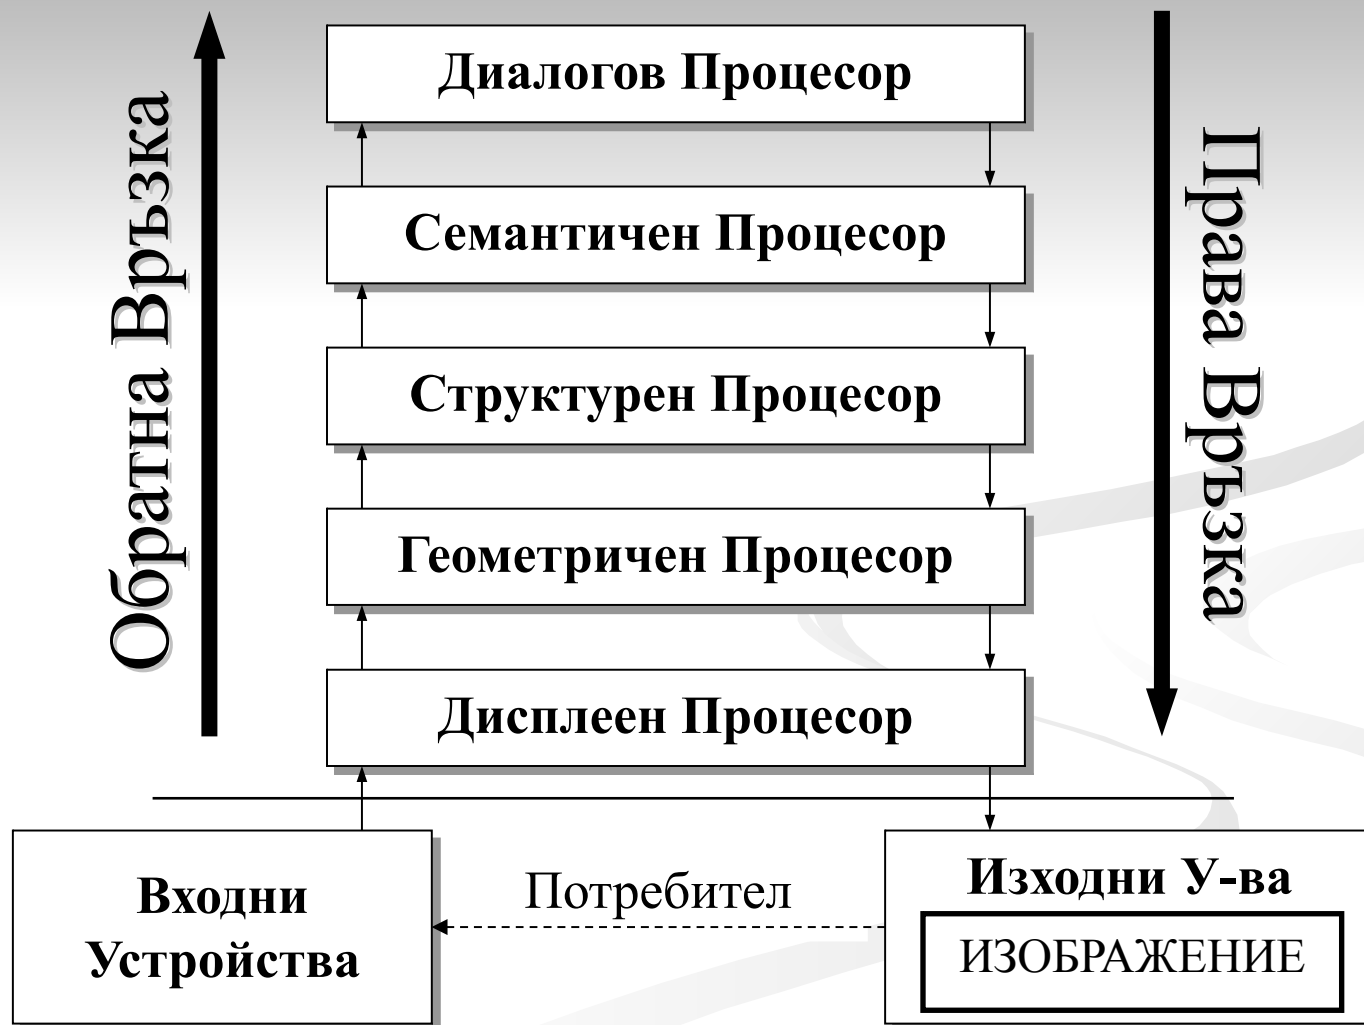 Обратна Връзка
Диалогов Процесор
Семантичен Процесор
Структурен Процесор
Геометричен Процесор
Дисплеен Процесор
Права Връзка
Входни
Устройства
Потребител
Изходни У-ва
ИЗОБРАЖЕНИЕ